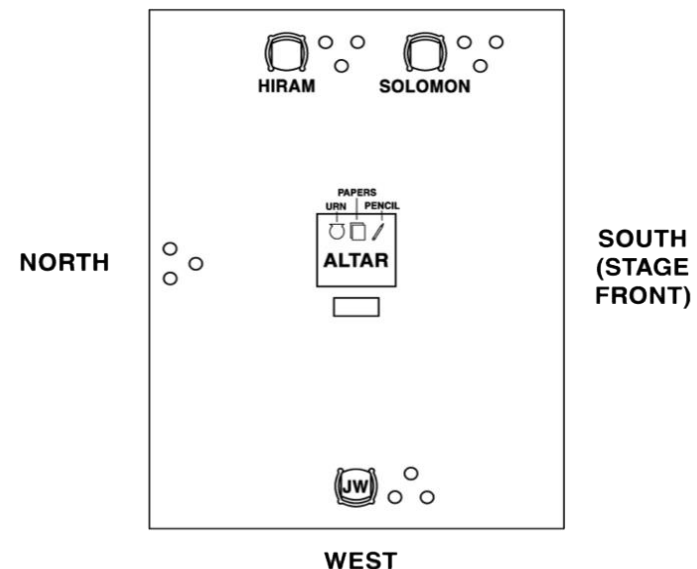 HIRAM
SOLOMON
PAPERS
URN
PENCIL
ALTAR
NORTH
SOUTH
(STAGE
FRONT)
JW
WEST